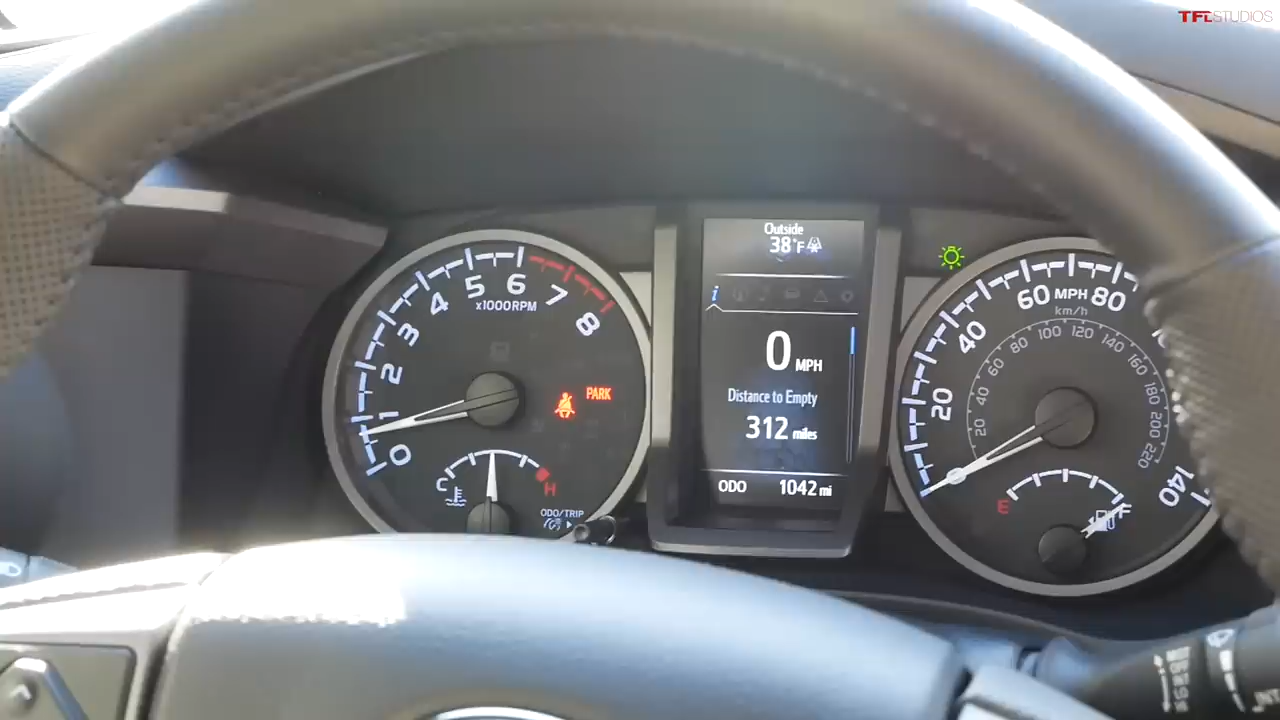 TFLSTUDIOS
Outside
38°F
i
0 MPH
Distance to Empty
312 miles
ODO 1042 mi
0 1 2 3 4 5 6 7 8
x1000RPM
PARK
C H
ODO/TRIP
20 40 60 MPH 80 140
km/h
20 40 60 80 100 120 140 160 180 200 220
E F
INT